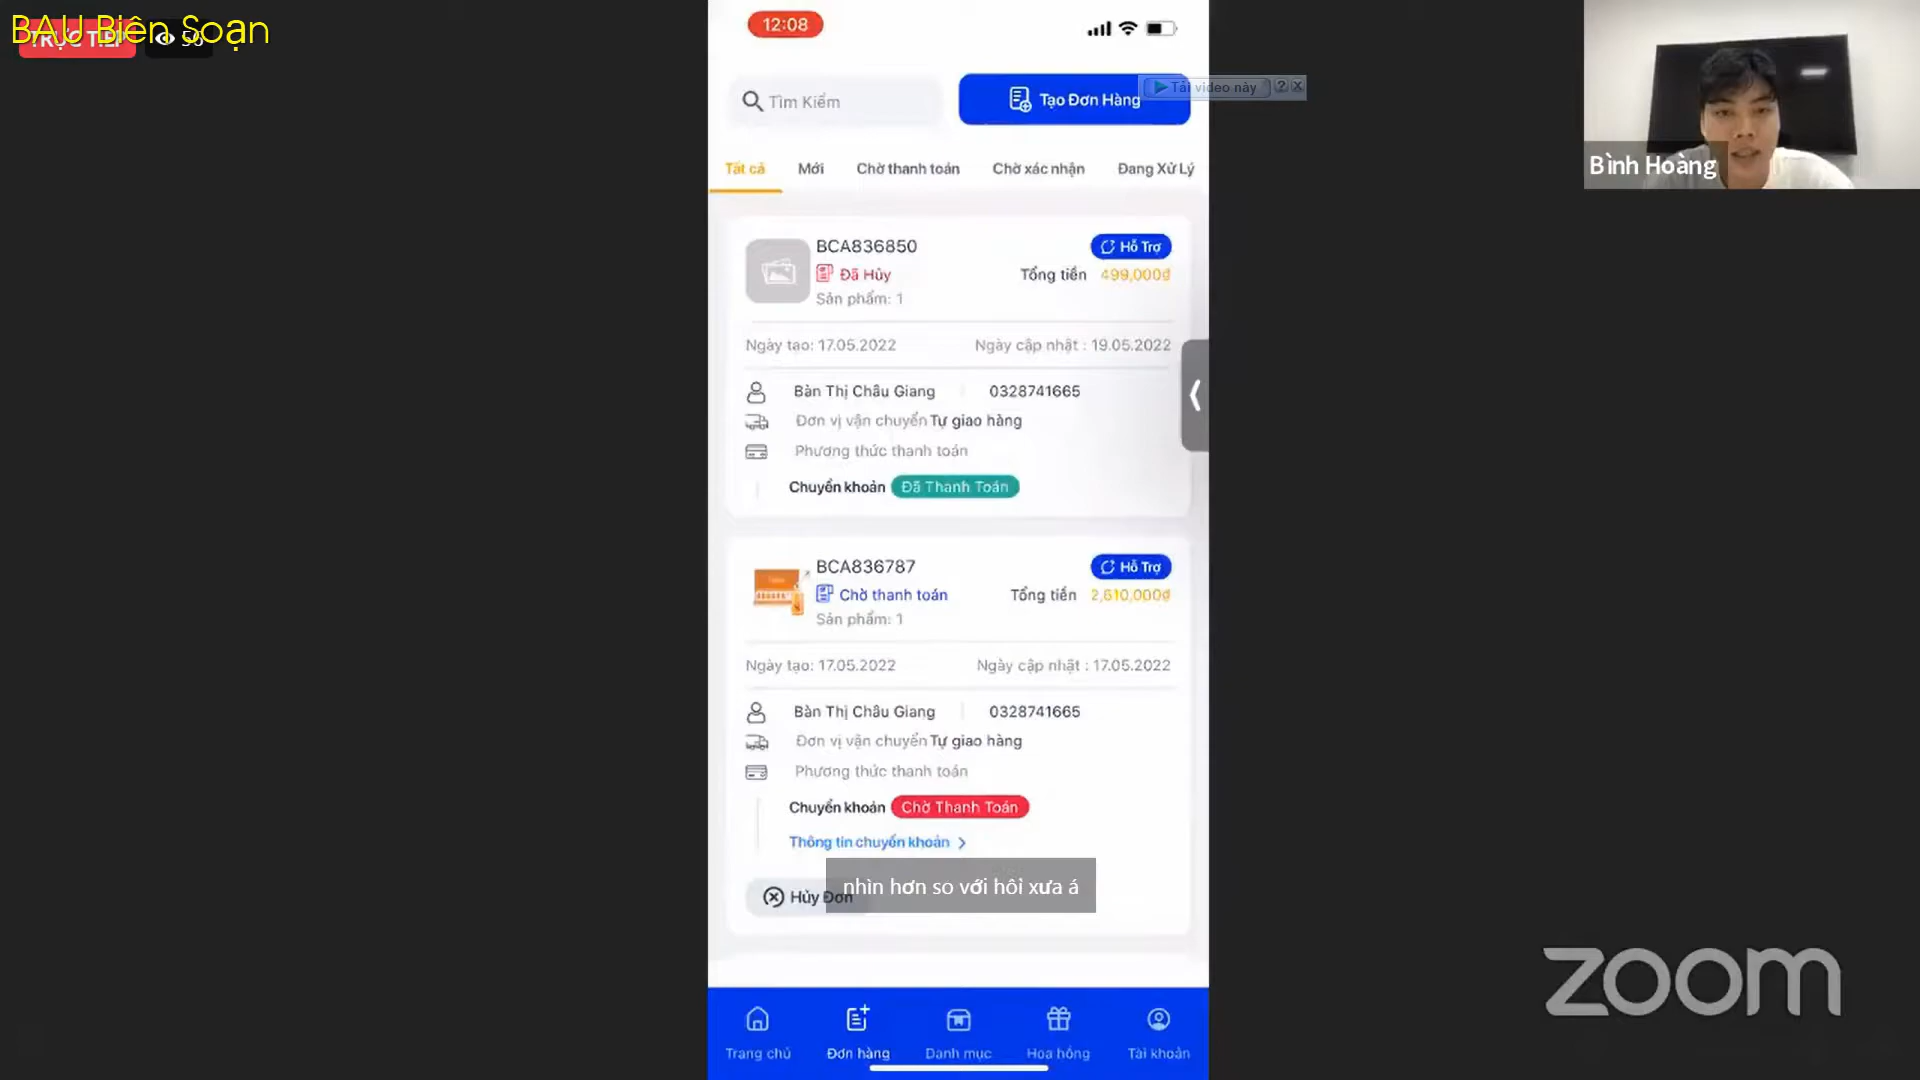 BAU Biên Soạn
TRỰC TIẾP 56
12:08
Tải video này ? X
Tìm Kiếm
Tạo Đơn Hàng
Tất cả Mới Chờ thanh toán Chờ xác nhận Đang Xử Lý
Bình Hoàng
BCA836850 Hỗ Trợ
Đã Hủy Tổng tiền 499,000đ
Sản phẩm: 1
Ngày tạo: 17.05.2022 Ngày cập nhật : 19.05.2022
Bàn Thị Châu Giang 0328741665
Đơn vị vận chuyển Tự giao hàng
Phương thức thanh toán
Chuyển khoản Đã Thanh Toán
BCA836787 Hỗ Trợ
Chờ thanh toán Tổng tiền 2,610,000đ
Sản phẩm: 1
Ngày tạo: 17.05.2022 Ngày cập nhật : 17.05.2022
Bàn Thị Châu Giang 0328741665
Đơn vị vận chuyển Tự giao hàng
Phương thức thanh toán
Chuyển khoản Chờ Thanh Toán
Thông tin chuyển khoản
Hủy Đơn
nhìn hơn so với hồi xưa á
zoom
Trang chủ Đơn hàng Danh mục Hoa hồng Tài khoản